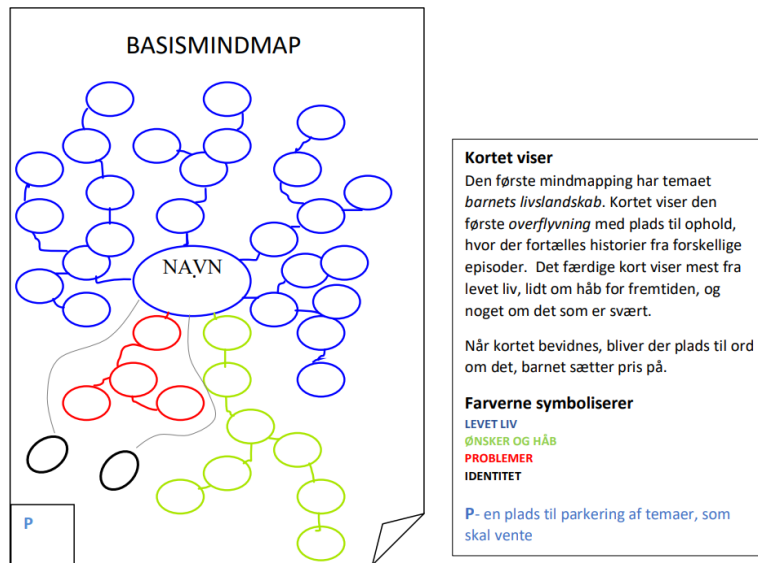 BASISMINDMAP
NAVN
P
Kortet viser
Den første mindmapping har temaet
barnets livslandskab. Kortet viser den
første overflyvning med plads til ophold,
hvor der fortælles historier fra forskellige
episoder. Det færdige kort viser mest fra
levet liv, lidt om håb for fremtiden, og
noget om det som er svært.
Når kortet bevidnes, bliver der plads til ord
om det, barnet sætter pris på.
Farverne symboliserer
LEVET LIV
ØNSKER OG HÅB
PROBLEMER
IDENTITET
P- en plads til parkering af temaer, som
skal vente